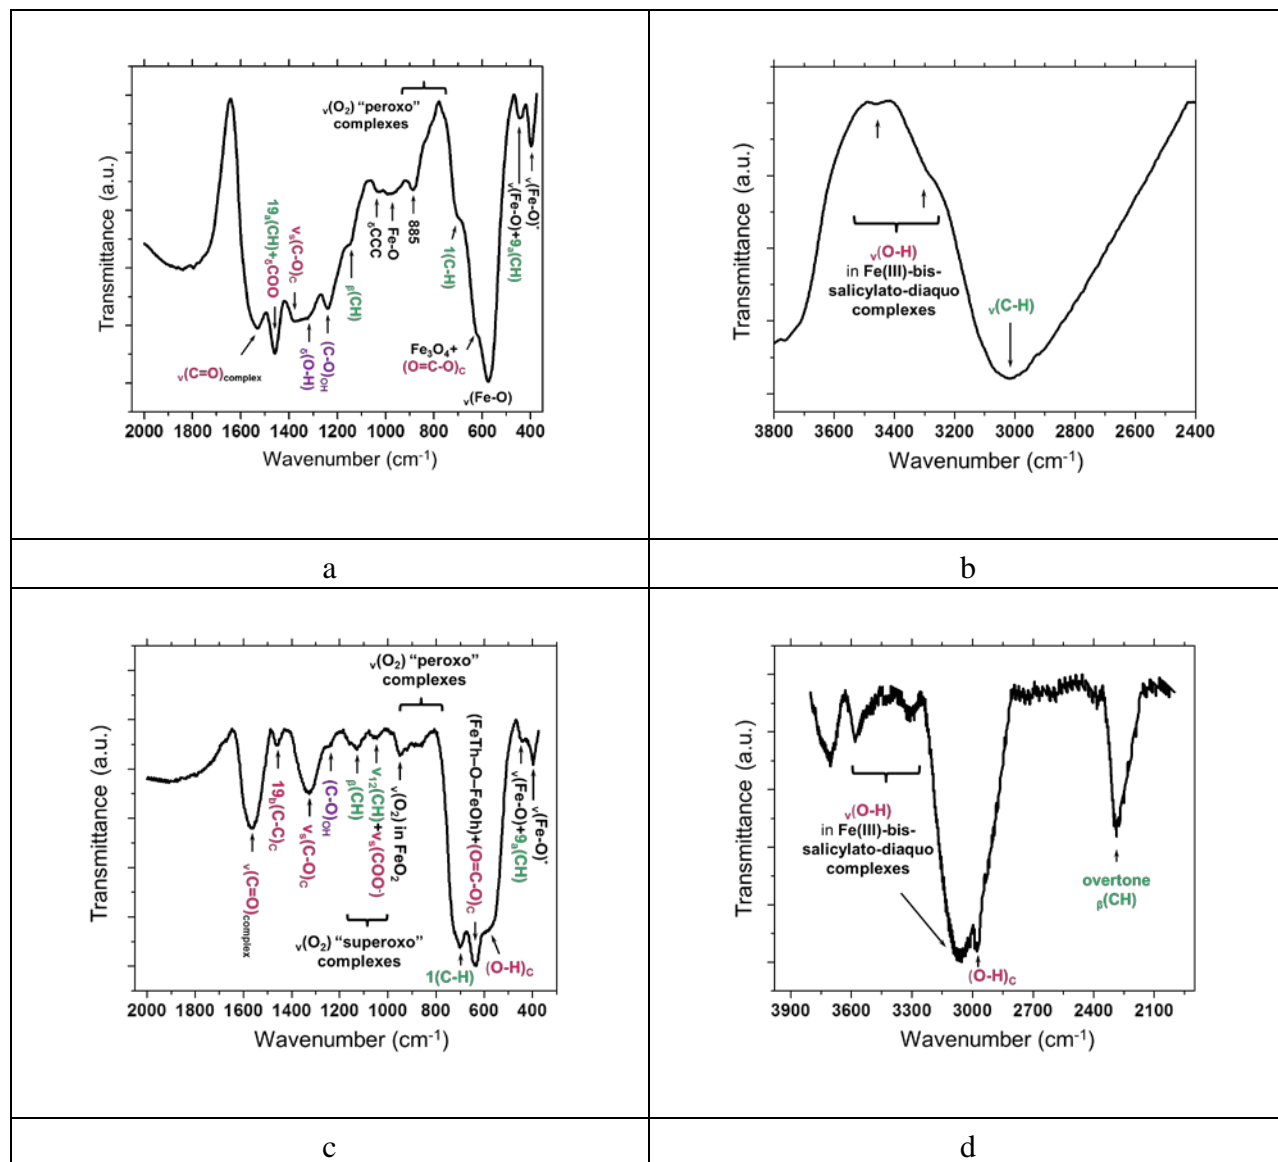 ᵥ(O₂) “peroxo”
complexes
Transmittance (a.u.)
19ₐ(CH)+δCOO
νₛ(C-O)C
ᵦ(CH)
δCCC
Fe-O
885
1(C-H)
ᵥ(Fe-O)+9ₐ(CH)
ᵥ(Fe-O)*
ᵥ(C=O)complex
δ(O-H)
(C-O)OH
Fe₃O₄+
(O=C-O)C
ᵥ(Fe-O)
2000 1600 1400 1200 1000 800 600 400
Wavenumber (cm⁻¹)
a
Transmittance (a.u.)
ᵥ(O-H)
in Fe(III)-bis-
salicylato-diaquo
complexes
ᵥ(C-H)
3800 3600 3400 3200 3000 2800 2600 2400
Wavenumber (cm⁻¹)
b
ᵥ(O₂) “peroxo”
complexes
Transmittance (a.u.)
ᵥ(C=O)complex
19b(C-C)C
νₛ(C-O)C
(C-O)OH
ᵦ(CH)
ν₁₂(CH)+νₛ(COO⁻)
ᵥ(O₂) in FeO₂
(FeTh–O–FeOh)+(O=C-O)C
ᵥ(Fe-O)+9ₐ(CH)
ᵥ(Fe-O)*
ᵥ(O₂) “superoxo”
complexes
1(C-H)
(O-H)C
2000 1800 1600 1400 1200 1000 800 600 400
Wavenumber (cm⁻¹)
c
Transmittance (a.u.)
ᵥ(O-H)
in Fe(III)-bis-
salicylato-diaquo
complexes
(O-H)C
overtone
ᵦ(CH)
3900 3600 3300 3000 2700 2400 2100
Wavenumber (cm⁻¹)
d